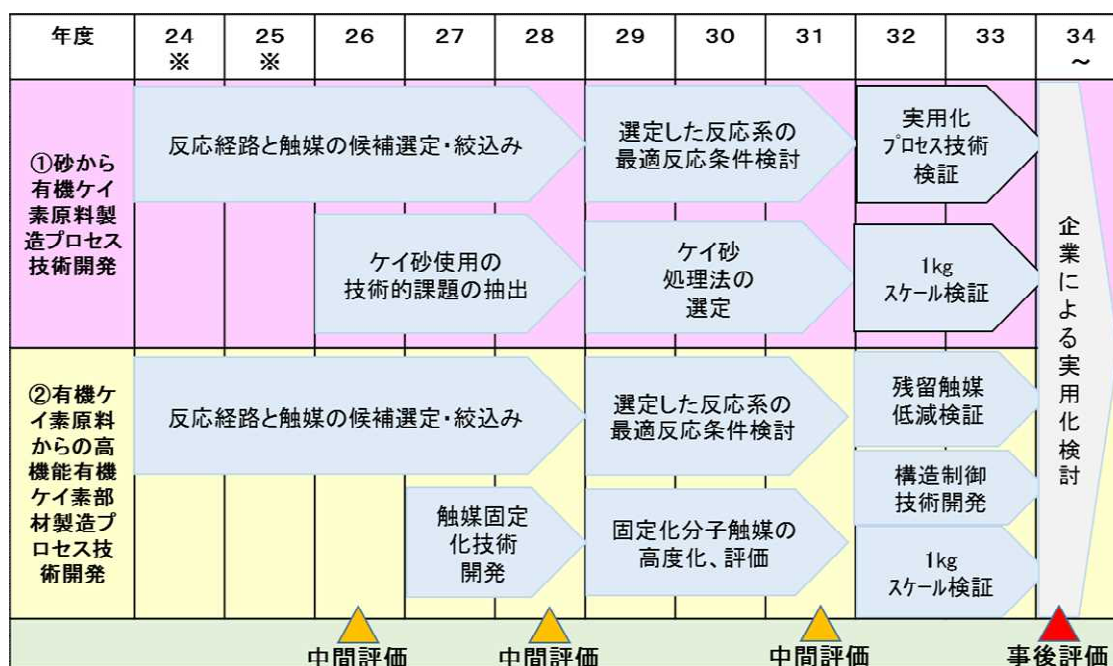 年度 24 25 26 27 28 29 30 31 32 33 34
※ ※ ～
①砂から
有機ケイ
素原料製
造プロセス
技術開発
反応経路と触媒の候補選定・絞込み
選定した反応系の
最適反応条件検討
実用化
プロセス技術
検証
ケイ砂使用の
技術的課題の抽出
ケイ砂
処理法の
選定
1kg
スケール検証
②有機ケ
イ素原料
からの高
機能有機
ケイ素部
材製造プ
ロセス技
術開発
反応経路と触媒の候補選定・絞込み
選定した反応系の
最適反応条件検討
残留触媒
低減検証
構造制御
技術開発
触媒固定
化技術
開発
固定化分子触媒の
高度化、評価
1kg
スケール検証
企業による実用化検討
中間評価 中間評価 中間評価 事後評価